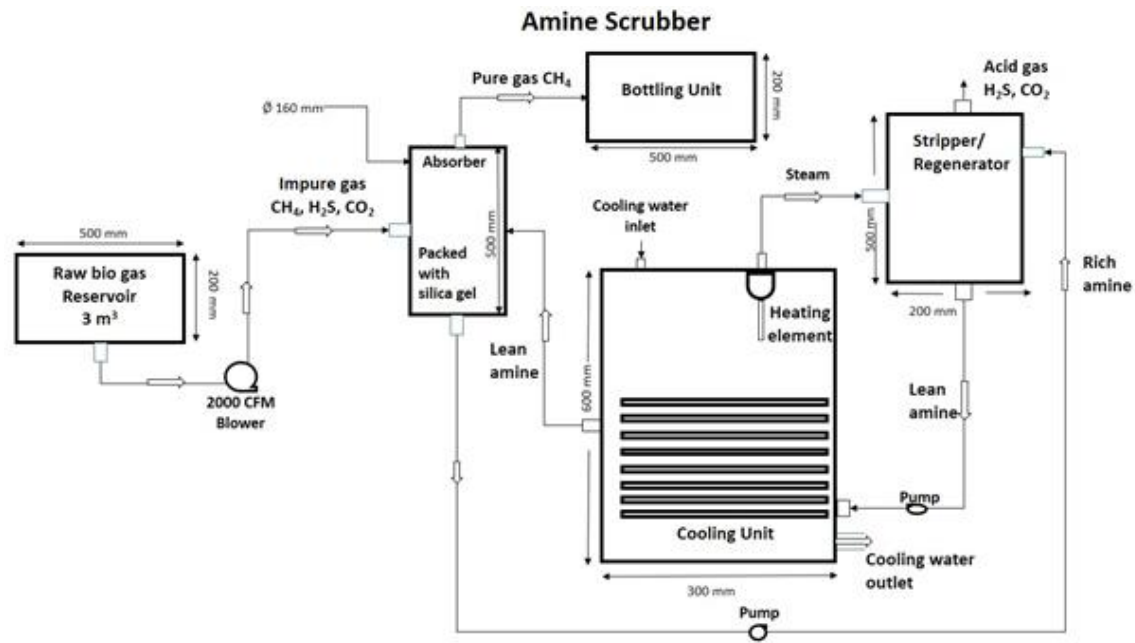 Amine Scrubber
Pure gas CH₄
Bottling Unit
200 mm
500 mm
Acid gas
H₂S, CO₂
Ø 160 mm
Absorber
500 mm
Packed
with
silica gel
Impure gas
CH₄, H₂S, CO₂
Steam
Stripper/
Regenerator
500 mm
200 mm
Cooling water
inlet
500 mm
Raw bio gas
Reservoir
3 m³
200 mm
Heating
element
Rich
amine
Lean
amine
Lean
amine
2000 CFM
Blower
600 mm
Pump
Cooling Unit
Cooling water
outlet
300 mm
Pump